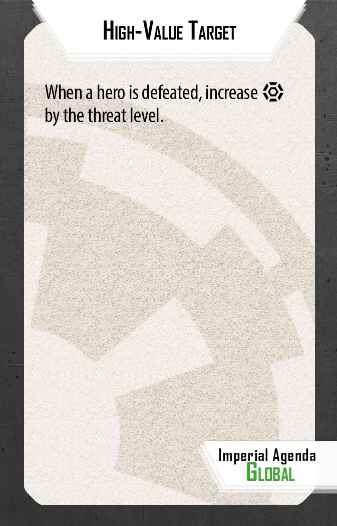 High-Value Target
When a hero is defeated, increase
by the threat level.
Imperial Agenda
Global